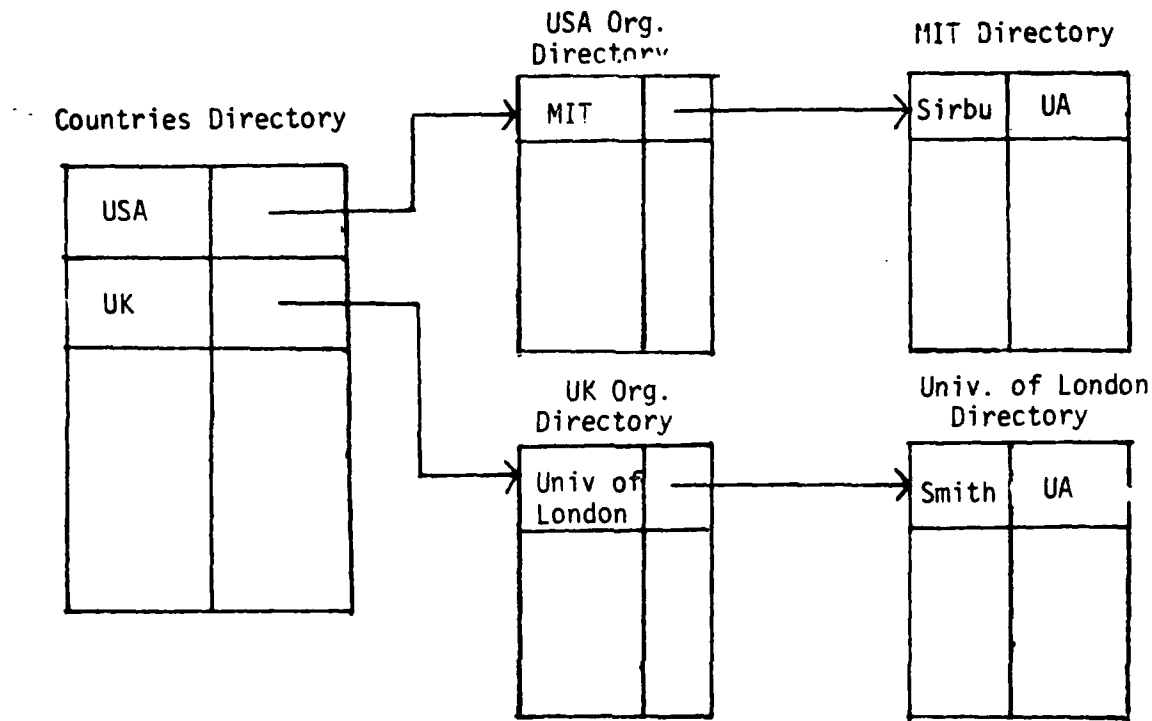 USA Org.
Directory
MIT Directory
Countries Directory
MIT
Sirbu
UA
USA
UK
UK Org.
Directory
Univ. of London
Directory
Univ of
London
Smith
UA